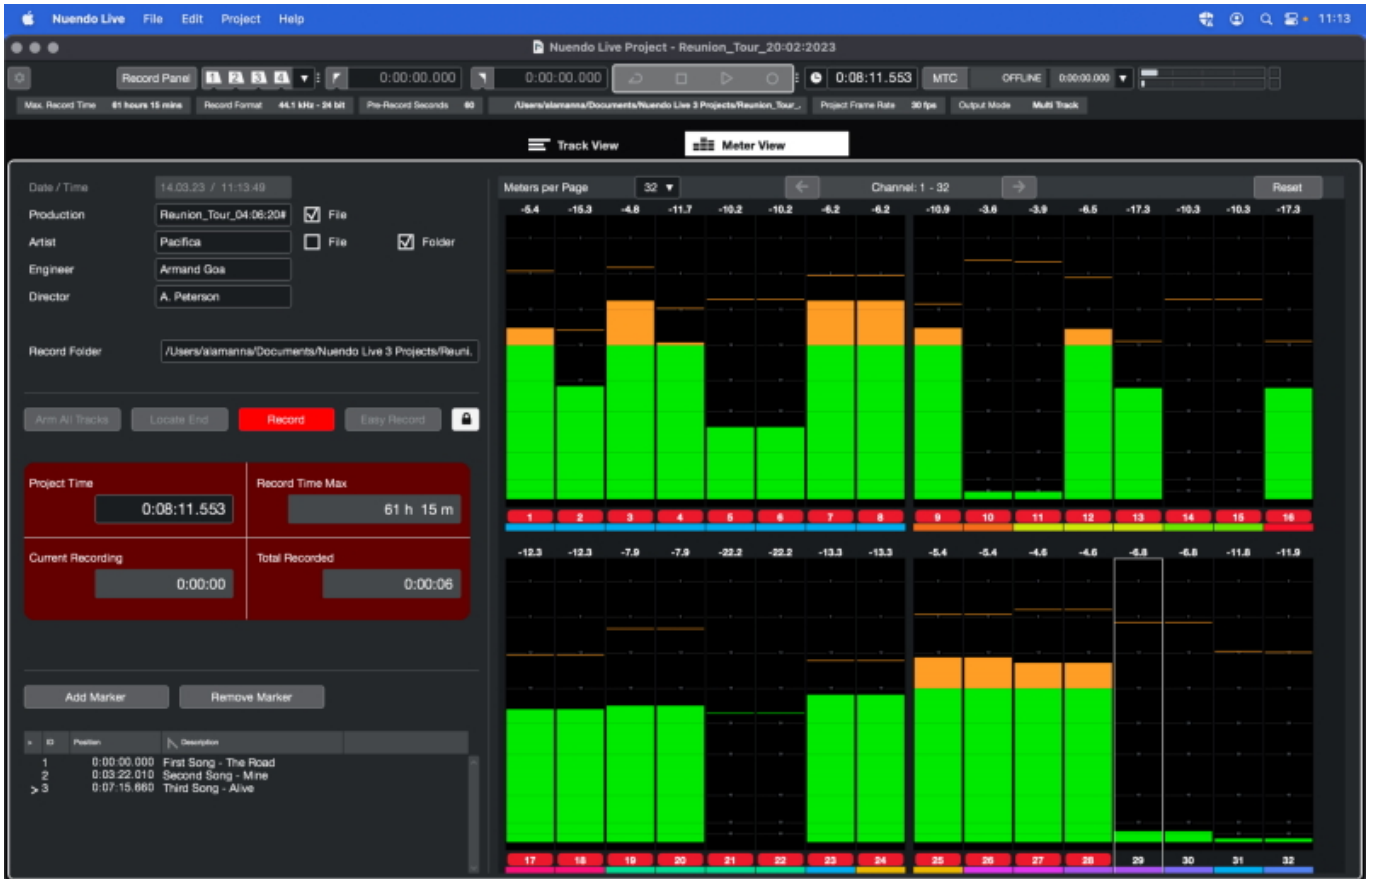 Nuendo Live File Edit Project Help 11:13
Nuendo Live Project - Reunion_Tour_20:02:2023
Record Panel 1 2 3 4 0:00:00.000 0:00:00.000 0:08:11.553 MTC OFFLINE 0:00:00.000
Max. Record Time 61 hours 15 mins Record Format 44.1 kHz - 24 bit Pre-Record Seconds 60 /Users/alamanna/Documents/Nuendo Live 3 Projects/Reunion_Tour_... Project Frame Rate 30 fps Output Mode Multi Track
Track View Meter View
Date / Time 14.03.23 / 11:13:49
Production Reunion_Tour_04:06:20# File
Artist Pacifica File Folder
Engineer Armand Goa
Director A. Peterson
Record Folder /Users/alamanna/Documents/Nuendo Live 3 Projects/Reuni.
Arm All Tracks Locate End Record Easy Record
Project Time Record Time Max
0:08:11.553 61 h 15 m
Current Recording Total Recorded
0:00:00 0:00:06
Add Marker Remove Marker
ID Position Description
1 0:00:00.000 First Song - The Road
2 0:03:22.010 Second Song - Mine
> 3 0:07:15.660 Third Song - Alive
Meters per Page 32 Channel: 1 - 32 Reset
-5.4 -15.3 -4.8 -11.7 -10.2 -10.2 -6.2 -6.2 -10.9 -3.6 -3.9 -6.5 -17.3 -10.3 -10.3 -17.3
1 2 3 4 5 6 7 8 9 10 11 12 13 14 15 16
-12.3 -12.3 -7.9 -7.9 -22.2 -22.2 -13.3 -13.3 -5.4 -5.4 -4.6 -4.6 -6.8 -6.8 -11.8 -11.9
17 18 19 20 21 22 23 24 25 26 27 28 29 30 31 32